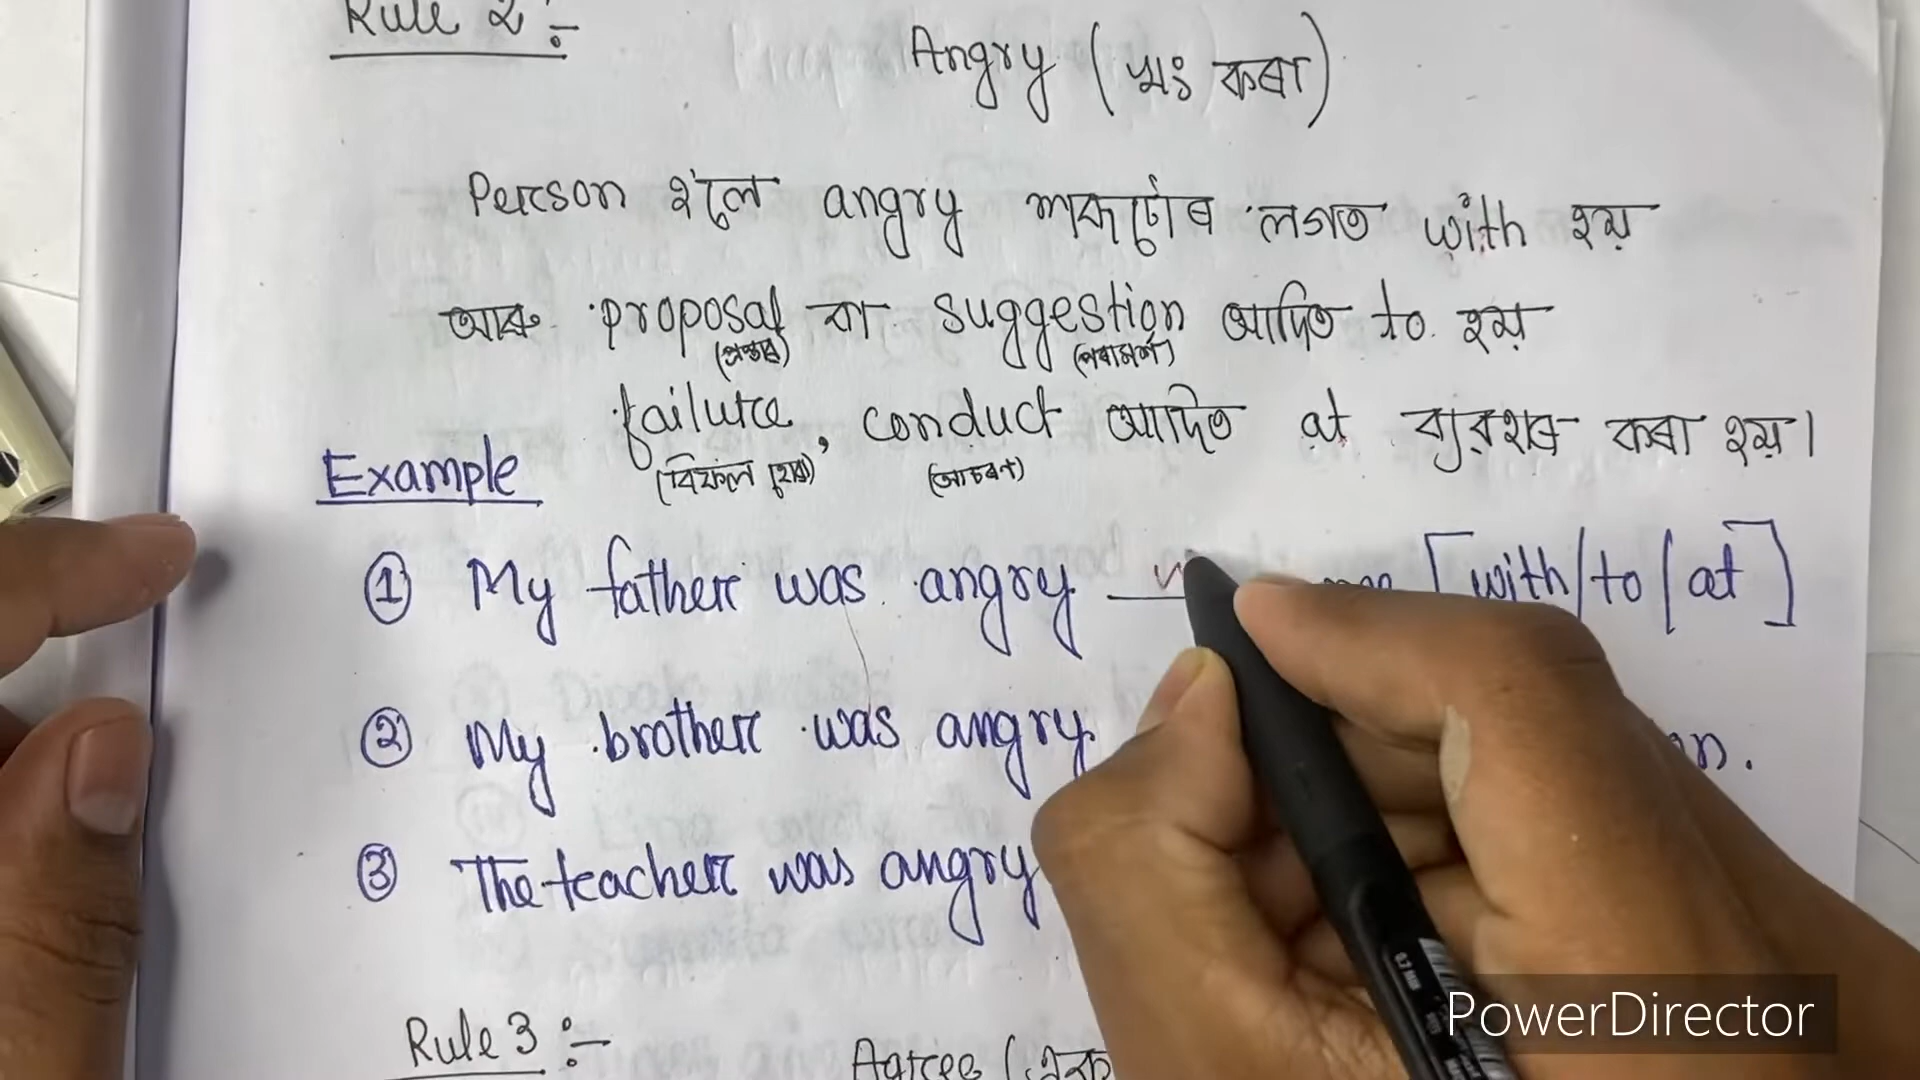 Rule 2 :-
Angry (খং কৰা)
Person হ'লে angry শব্দটোৰ লগত with হয়
আৰু proposal বা suggestion আদিত to হয়
(প্ৰস্তাৱ) (পৰামৰ্শ)
failure, conduct আদিত at ব্যৱহাৰ কৰা হয়।
(বিফল হোৱা) (আচৰণ)
Example
① My father was angry me [with/to/at]
② My brother was angry
③ The teacher was angry
Rule 3 :-
Agree (
PowerDirector